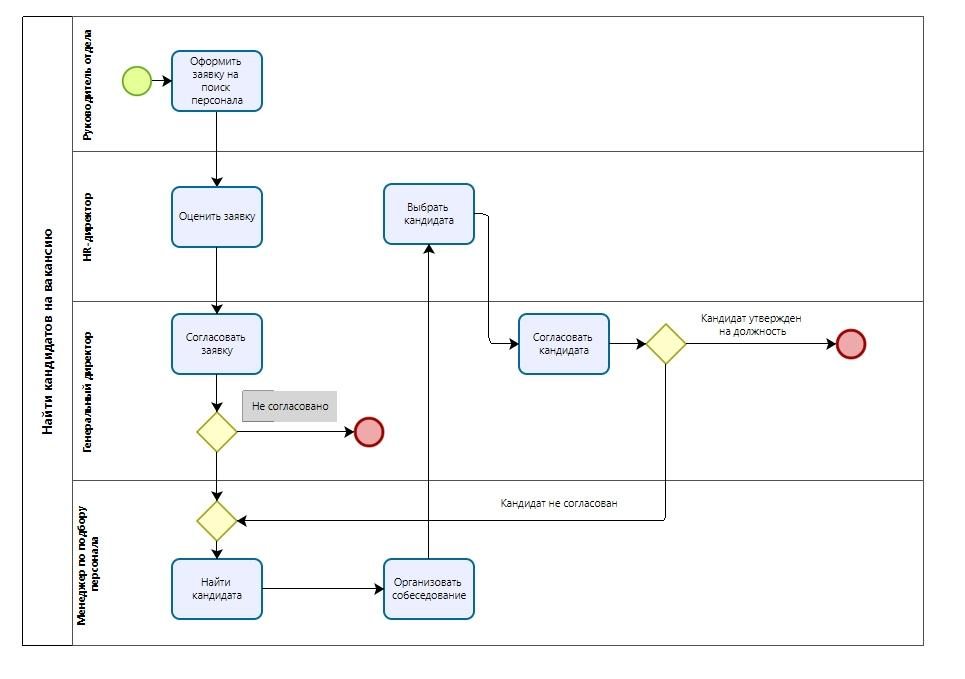 Найти кандидатов на вакансию
Руководитель отдела
Оформить
заявку на
поиск
персонала
HR-директор
Оценить заявку
Выбрать
кандидата
Генеральный директор
Согласовать
заявку
Не согласовано
Согласовать
кандидата
Кандидат утвержден
на должность
Менеджер по подбору
персонала
Кандидат не согласован
Найти
кандидата
Организовать
собеседование